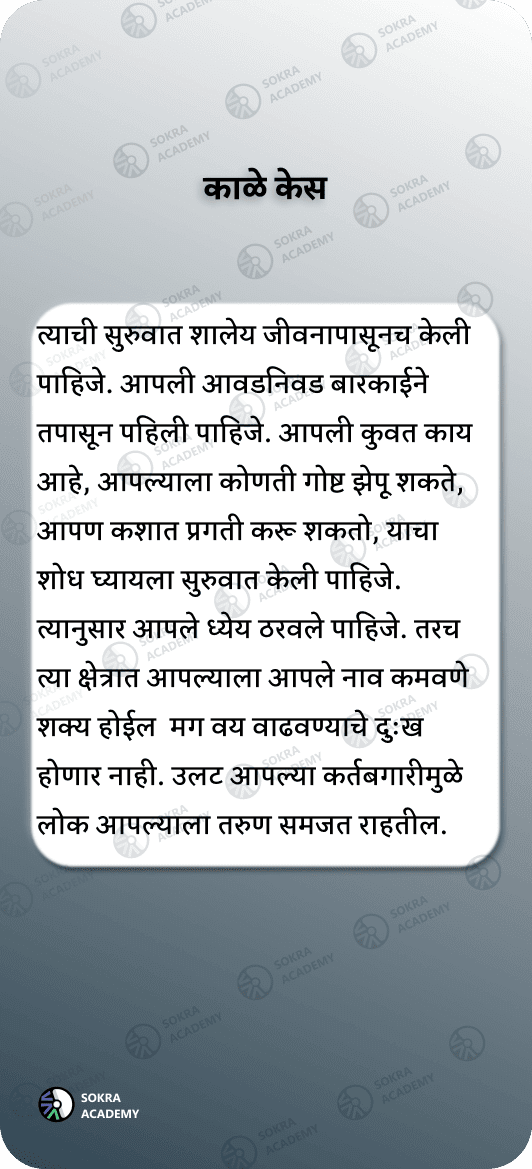 काळे केस
त्याची सुरुवात शालेय जीवनापासूनच केली
पाहिजे. आपली आवडनिवड बारकाईने
तपासून पहिली पाहिजे. आपली कुवत काय
आहे, आपल्याला कोणती गोष्ट झेपू शकते,
आपण कशात प्रगती करू शकतो, याचा
शोध घ्यायला सुरुवात केली पाहिजे.
त्यानुसार आपले ध्येय ठरवले पाहिजे. तरच
त्या क्षेत्रात आपल्याला आपले नाव कमवणे
शक्य होईल  मग वय वाढवण्याचे दुःख
होणार नाही. उलट आपल्या कर्तबगारीमुळे
लोक आपल्याला तरुण समजत राहतील.
SOKRA
ACADEMY